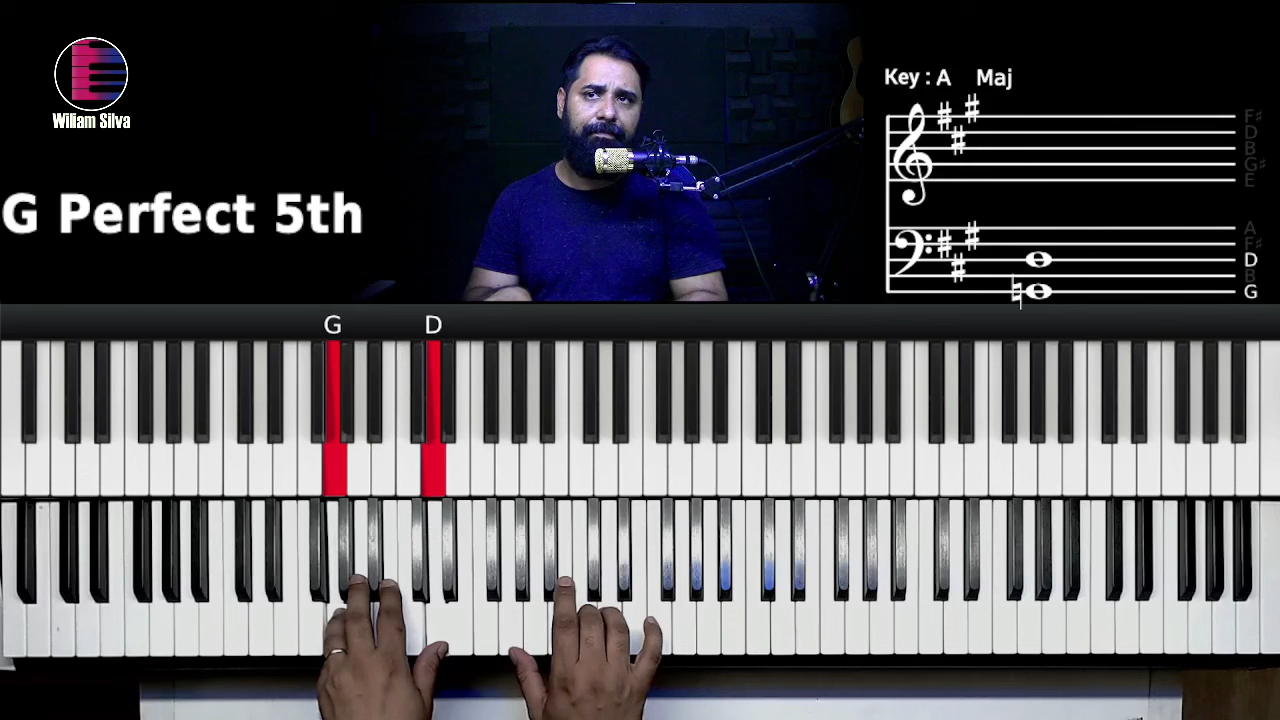 Wiliam Silva
G Perfect 5th
Key : A Maj
F♯
D
B
G♯
E
A
F♯
D
B
G
G D